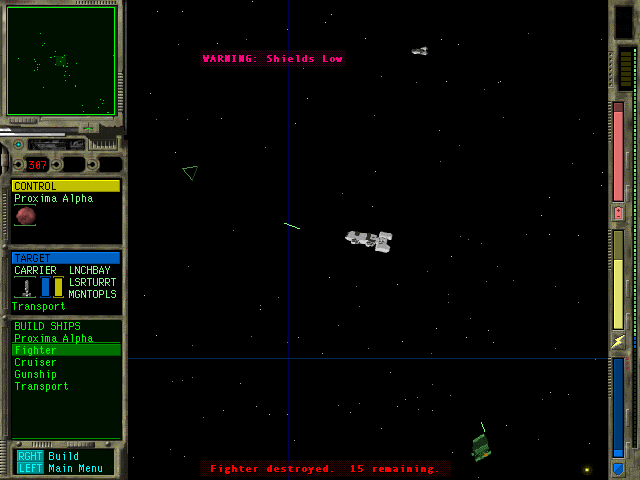 WARNING: Shields Low
307
CONTROL
Proxima Alpha
TARGET
CARRIER LNCHBAY
LSRTURRT
MGNTOPLS
Transport
BUILD SHIPS
Proxima Alpha
Fighter
Cruiser
Gunship
Transport
RGHT Build
LEFT Main Menu
Fighter destroyed. 15 remaining.